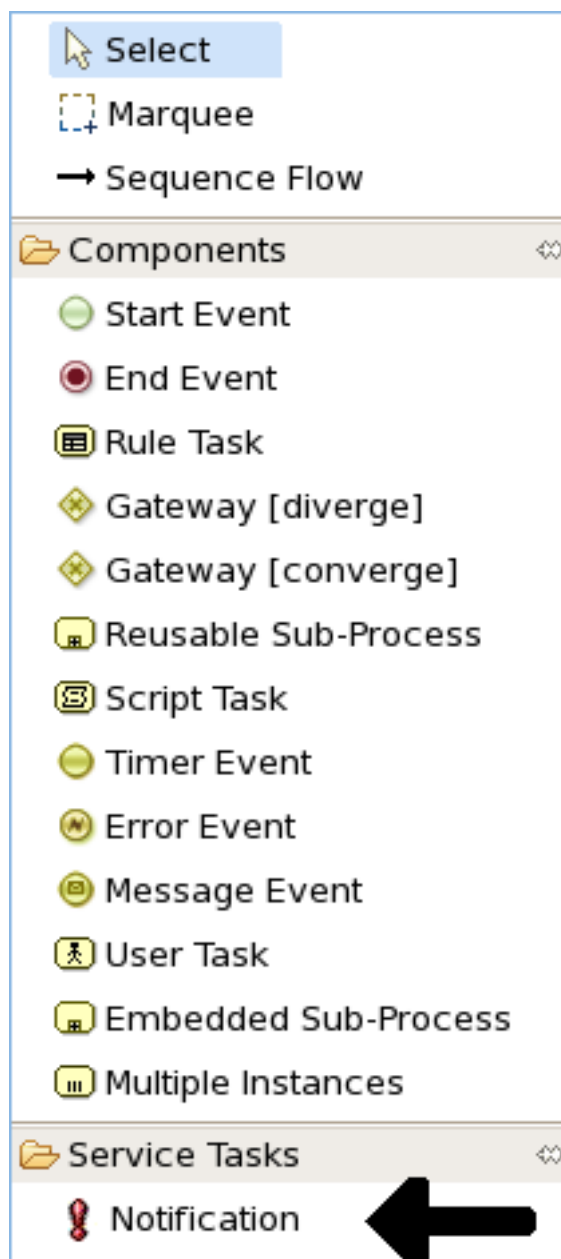 Select
Marquee
Sequence Flow
Components
Start Event
End Event
Rule Task
Gateway [diverge]
Gateway [converge]
Reusable Sub-Process
Script Task
Timer Event
Error Event
Message Event
User Task
Embedded Sub-Process
Multiple Instances
Service Tasks
Notification